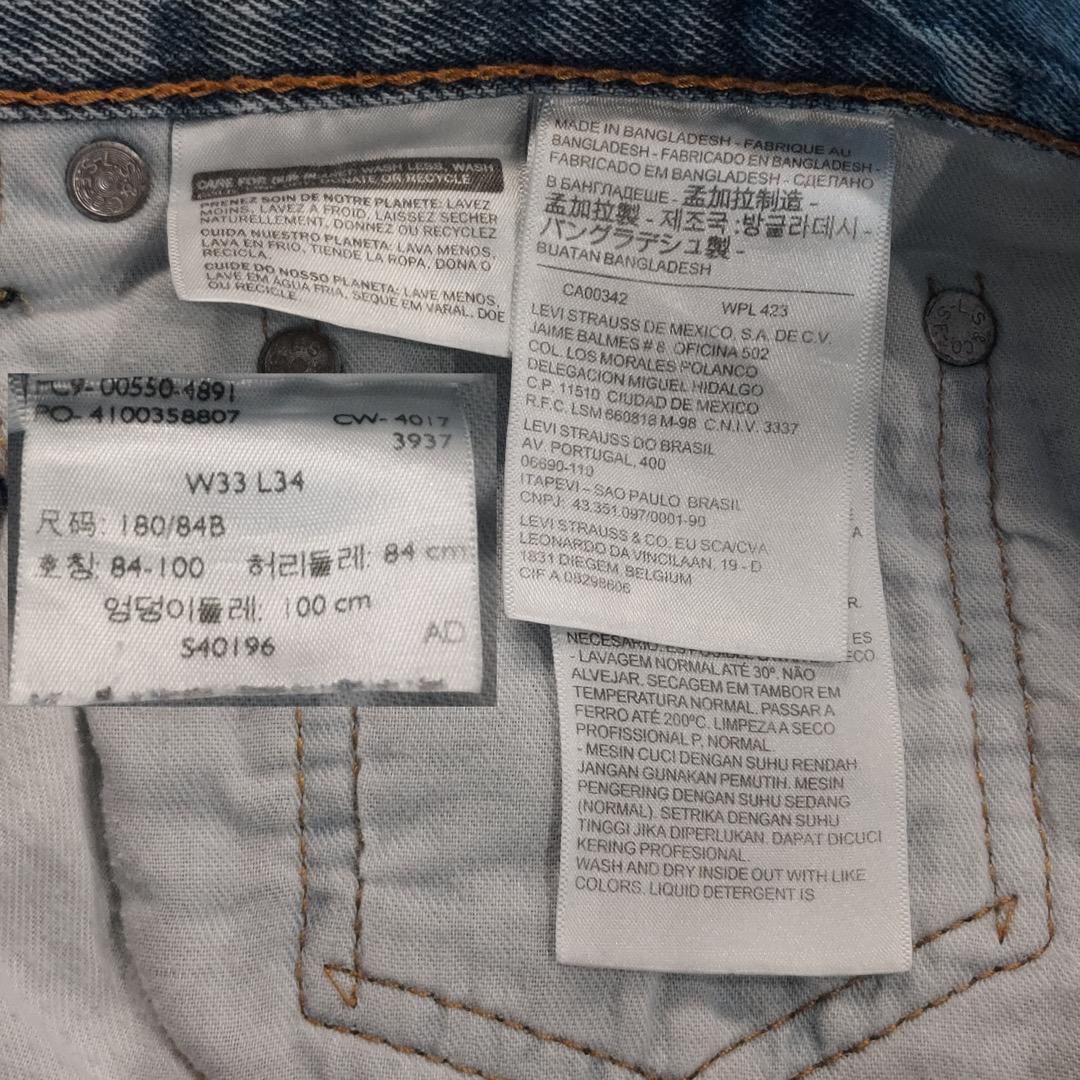 CARE FOR OUR PLANET: WASH LESS, WASH
DONATE OR RECYCLE
PRENEZ SOIN DE NOTRE PLANETE: LAVEZ
MOINS, LAVEZ A FROID, LAISSEZ SECHER
NATURELLEMENT, DONNEZ OU RECYCLEZ
CUIDA NUESTRO PLANETA: LAVA MENOS,
LAVA EN FRIO, TIENDE LA ROPA, DONA O
RECICLA.
CUIDE DO NOSSO PLANETA: LAVE MENOS,
LAVE EM AGUA FRIA, SEQUE EM VARAL, DOE
OU RECICLE
MADE IN BANGLADESH - FABRIQUE AU
BANGLADESH - FABRICADO EN BANGLADESH -
FABRICADO EM BANGLADESH - СДЕЛАНО
В БАНГЛАДЕШЕ - 孟加拉制造 -
孟加拉製 - 제조국 :방글라데시 -
バングラデシュ製 -
BUATAN BANGLADESH
CA00342 WPL 423
LEVI STRAUSS DE MEXICO, S.A. DE C.V.
JAIME BALMES # 8 OFICINA 502
COL. LOS MORALES POLANCO
DELEGACION MIGUEL HIDALGO
C.P. 11510 CIUDAD DE MEXICO
R.F.C. LSM 660818 M-98 C.N.I.V. 3337
LEVI STRAUSS DO BRASIL
AV. PORTUGAL, 400
06690-110
ITAPEVI - SAO PAULO BRASIL
CNPJ: 43.351.097/0001-90
LEVI STRAUSS & CO. EU SCA/CVA
LEONARDO DA VINCILAAN, 19 - D
1831 DIEGEM, BELGIUM
CIF A 08298606
PC9- 00550-4891
PO- 4100358807 CW- 4017
3937
W33 L34
尺码: 180/84B
호칭: 84-100 허리둘레: 84 cm
엉덩이둘레: 100 cm
S40196 AD
A
R.
ES
NECESARIO. ECO
- LAVAGEM NORMAL ATÉ 30º. NÃO
ALVEJAR. SECAGEM EM TAMBOR EM
TEMPERATURA NORMAL. PASSAR A
FERRO ATÉ 200ºC. LIMPEZA A SECO
PROFISSIONAL P, NORMAL.
- MESIN CUCI DENGAN SUHU RENDAH.
JANGAN GUNAKAN PEMUTIH. MESIN
PENGERING DENGAN SUHU SEDANG
(NORMAL). SETRIKA DENGAN SUHU
TINGGI JIKA DIPERLUKAN. DAPAT DICUCI
KERING PROFESIONAL.
WASH AND DRY INSIDE OUT WITH LIKE
COLORS. LIQUID DETERGENT IS